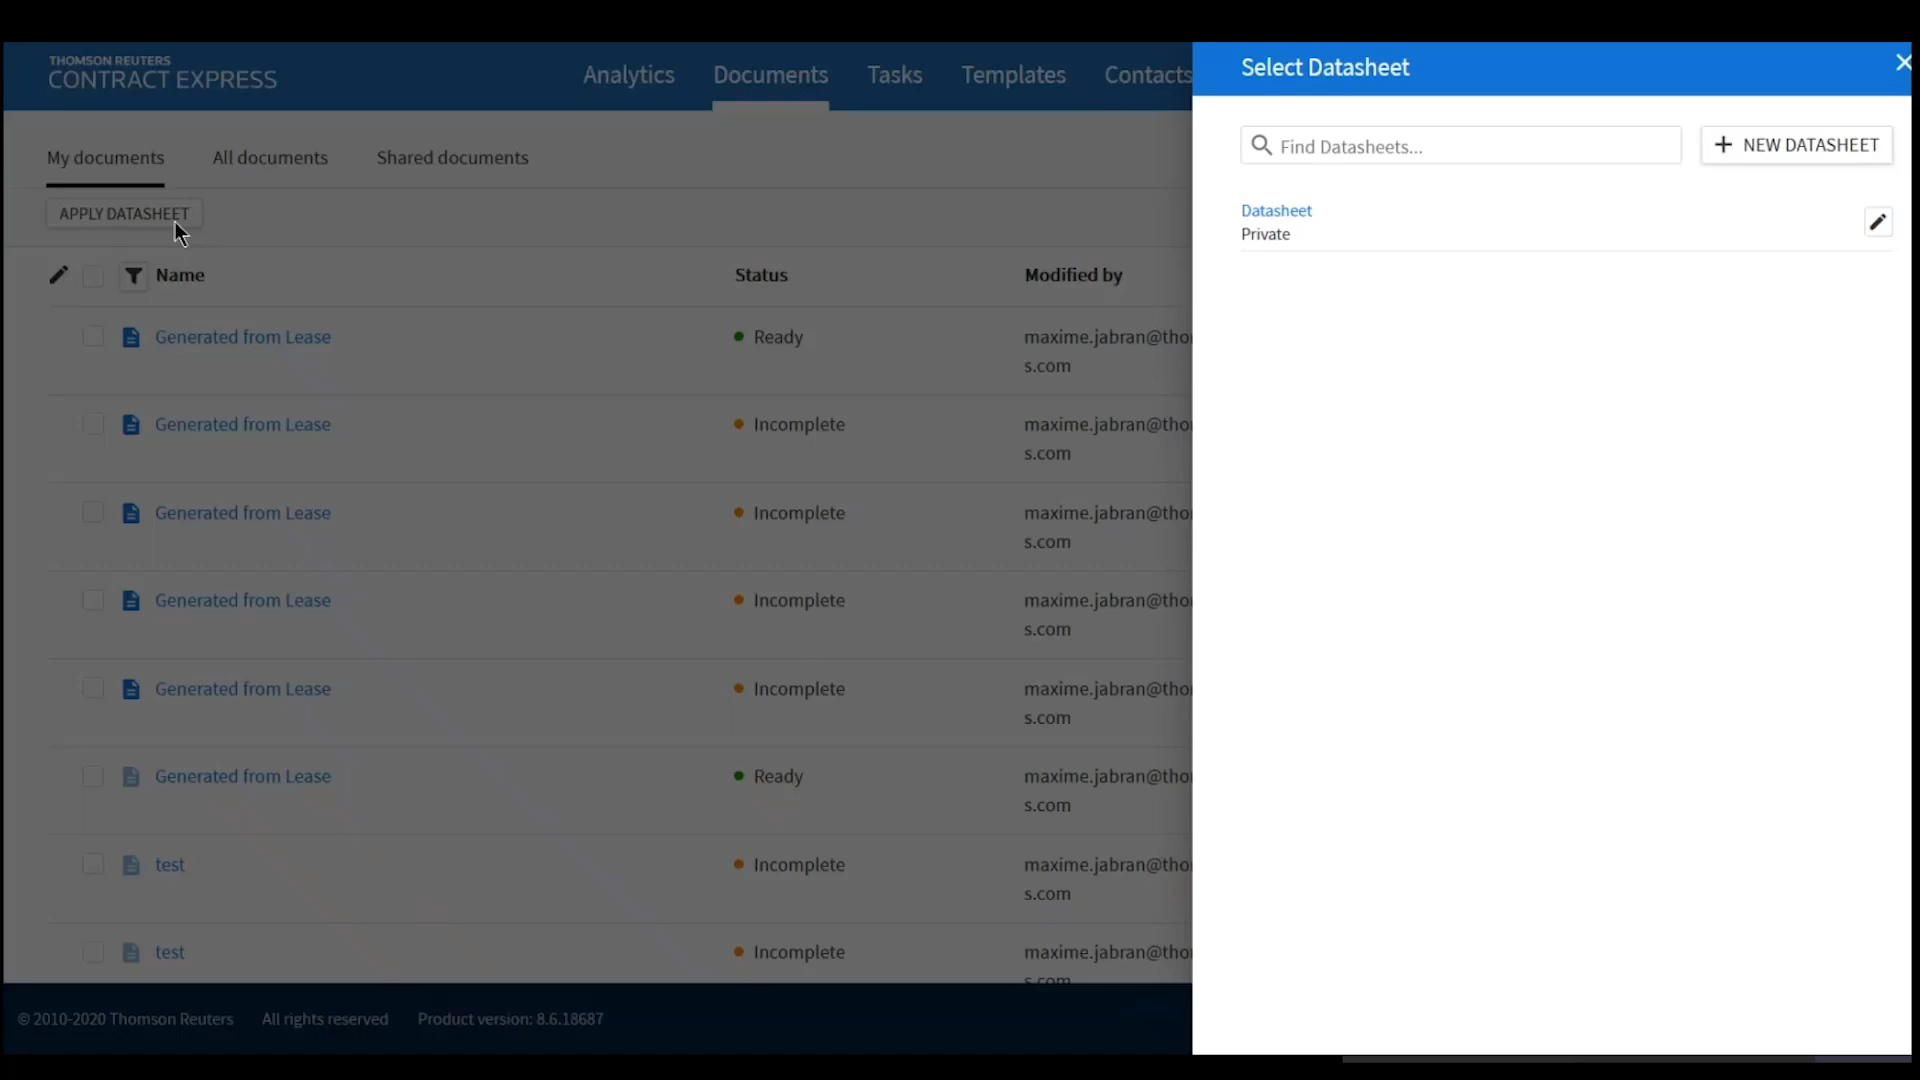 THOMSON REUTERS
CONTRACT EXPRESS
Analytics
Documents
Tasks
Templates
Contacts
My documents
All documents
Shared documents
APPLY DATASHEET
Name
Status
Modified by
Generated from Lease
Ready
maxime.jabran@tho
s.com
Generated from Lease
Incomplete
maxime.jabran@tho
s.com
Generated from Lease
Incomplete
maxime.jabran@tho
s.com
Generated from Lease
Incomplete
maxime.jabran@tho
s.com
Generated from Lease
Incomplete
maxime.jabran@tho
s.com
Generated from Lease
Ready
maxime.jabran@tho
s.com
test
Incomplete
maxime.jabran@tho
s.com
test
Incomplete
maxime.jabran@tho
s.com
© 2010-2020 Thomson Reuters
All rights reserved
Product version: 8.6.18687
Select Datasheet
Find Datasheets...
NEW DATASHEET
Datasheet
Private